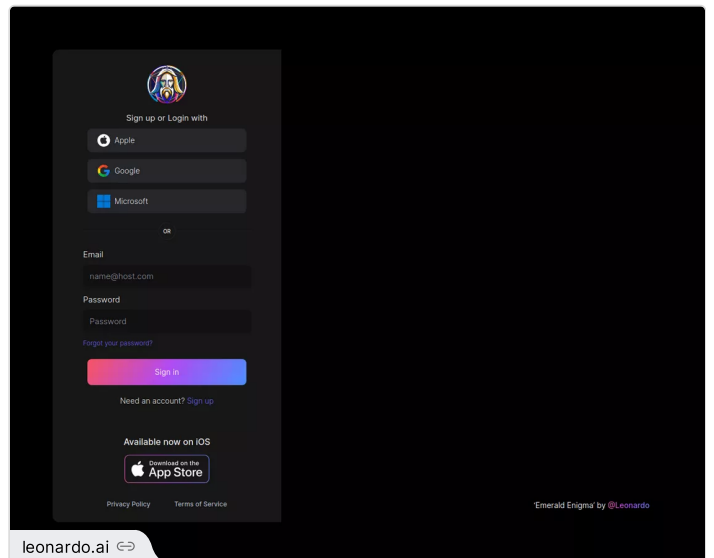 Sign up or Login with
Apple
Google
Microsoft
OR
Email
name@host.com
Password
Password
Forgot your password?
Sign in
Need an account? Sign up
Available now on iOS
Download on the
App Store
Privacy Policy Terms of Service
'Emerald Enigma' by @Leonardo
leonardo.ai